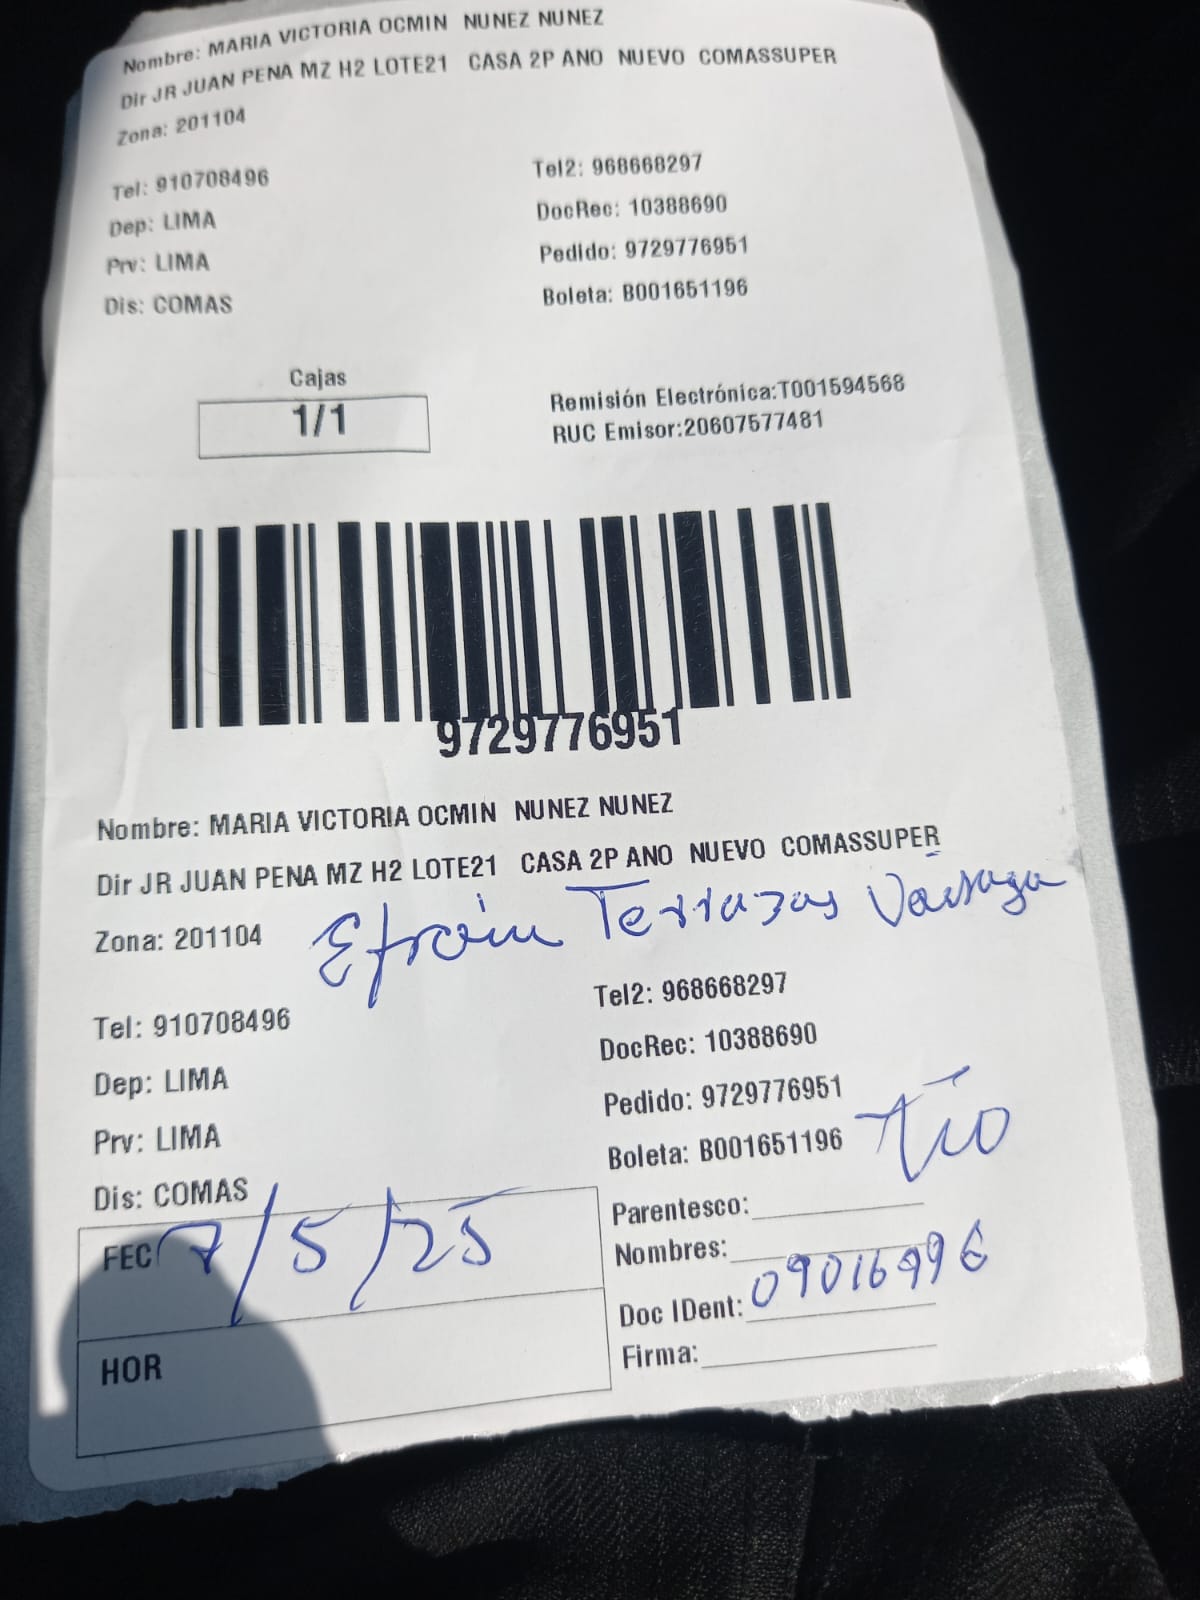 Nombre: MARIA VICTORIA OCMIN NUNEZ NUNEZ
Dir JR JUAN PENA MZ H2 LOTE21 CASA 2P ANO NUEVO COMASSUPER
Zona: 201104
Tel: 910708496 Tel2: 968668297
Dep: LIMA DocRec: 10388690
Prv: LIMA Pedido: 9729776951
Dis: COMAS Boleta: B001651196
Cajas
1/1
Remisión Electrónica:T001594568
RUC Emisor:20607577481
9729776951
Nombre: MARIA VICTORIA OCMIN NUNEZ NUNEZ
Dir JR JUAN PENA MZ H2 LOTE21 CASA 2P ANO NUEVO COMASSUPER
Zona: 201104
Efrain Terrazas
Tel: 910708496 Tel2: 968668297
Dep: LIMA DocRec: 10388690
Prv: LIMA Pedido: 9729776951
Dis: COMAS Boleta: B001651196
Tío
Parentesco:
FEC 7/5/25
Nombres:
Doc IDent: 09016996
HOR
Firma: